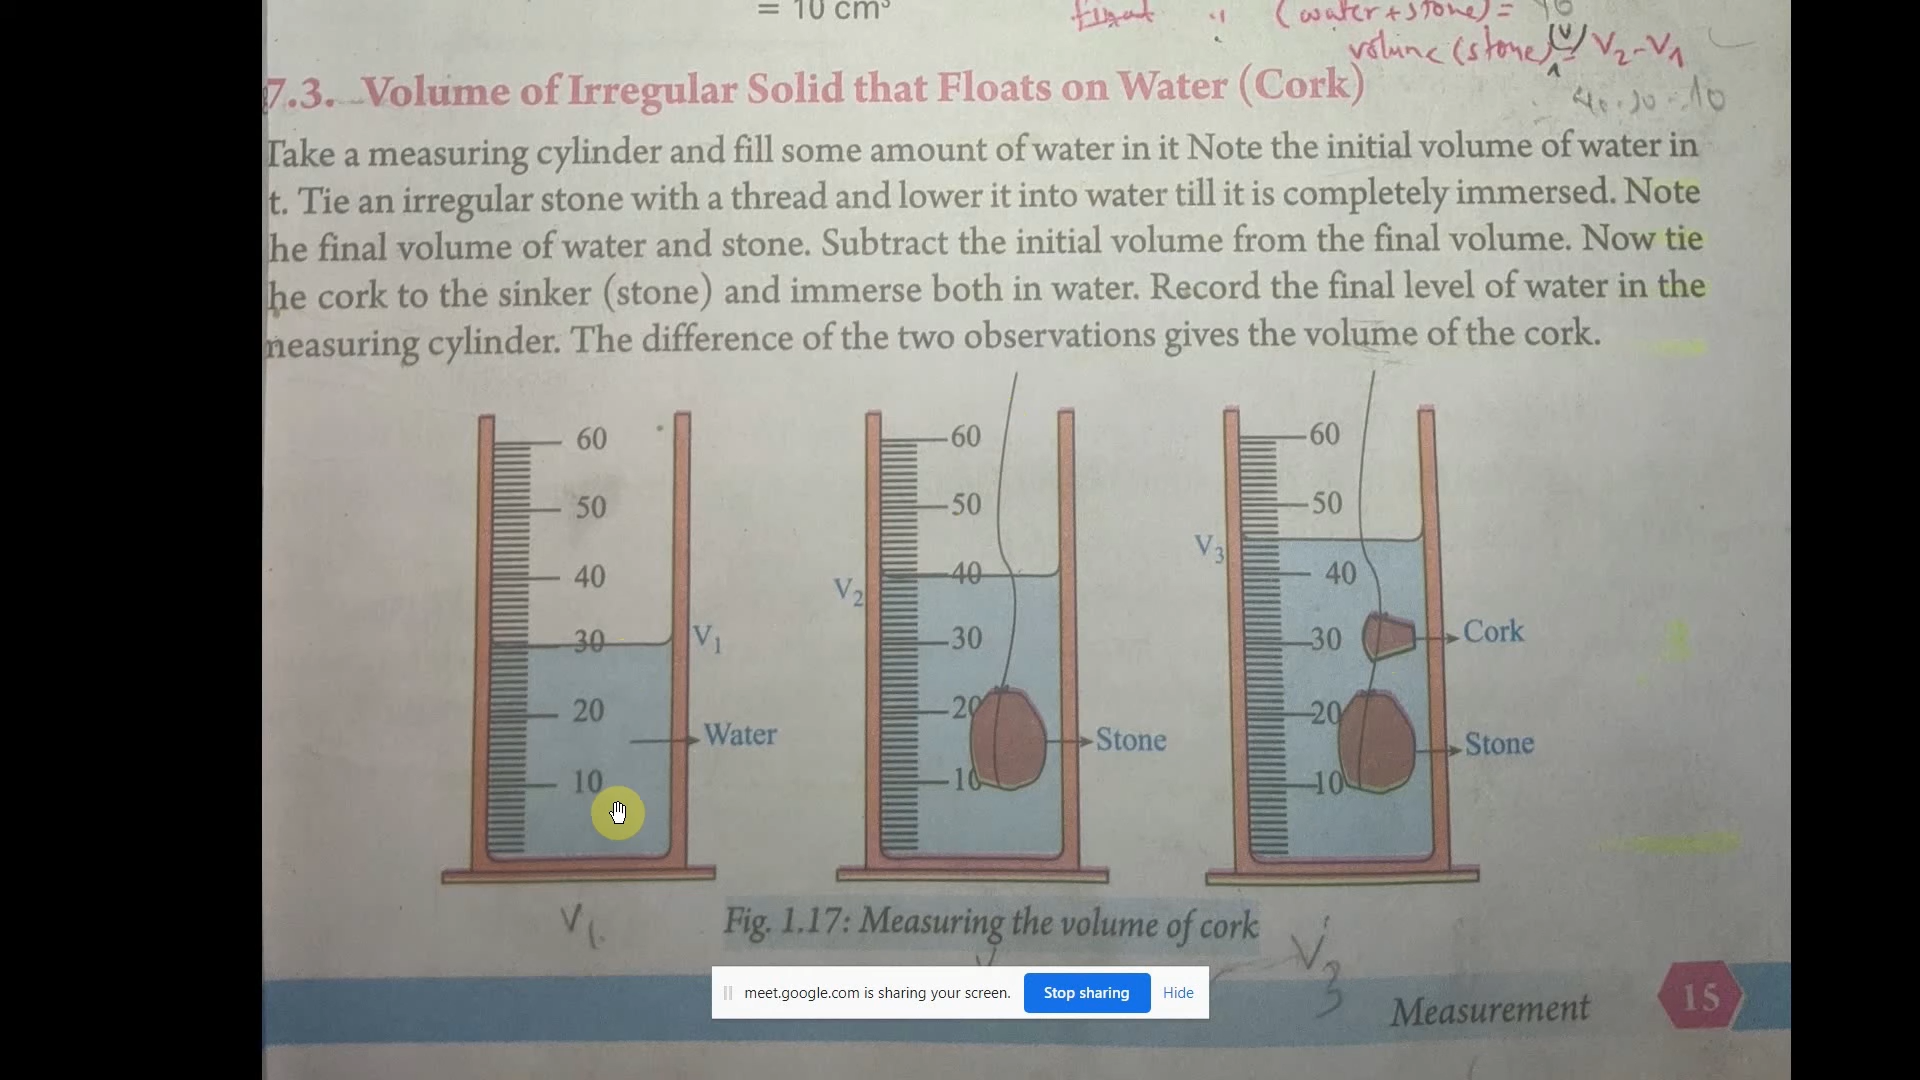 = 10 cm³
final " (water + stone) =
volume (stone) (V) = V₂-V₁
7.3. Volume of Irregular Solid that Floats on Water (Cork)
Take a measuring cylinder and fill some amount of water in it Note the initial volume of water in
t. Tie an irregular stone with a thread and lower it into water till it is completely immersed. Note
he final volume of water and stone. Subtract the initial volume from the final volume. Now tie
he cork to the sinker (stone) and immerse both in water. Record the final level of water in the
measuring cylinder. The difference of the two observations gives the volume of the cork.
60
50
40
30
20
10
V₁
Water
60
50
40
30
20
10
V₂
Stone
60
50
40
30
20
10
V₃
Cork
Stone
V₁
Fig. 1.17: Measuring the volume of cork
V₃
meet.google.com is sharing your screen.
Stop sharing
Hide
Measurement
15